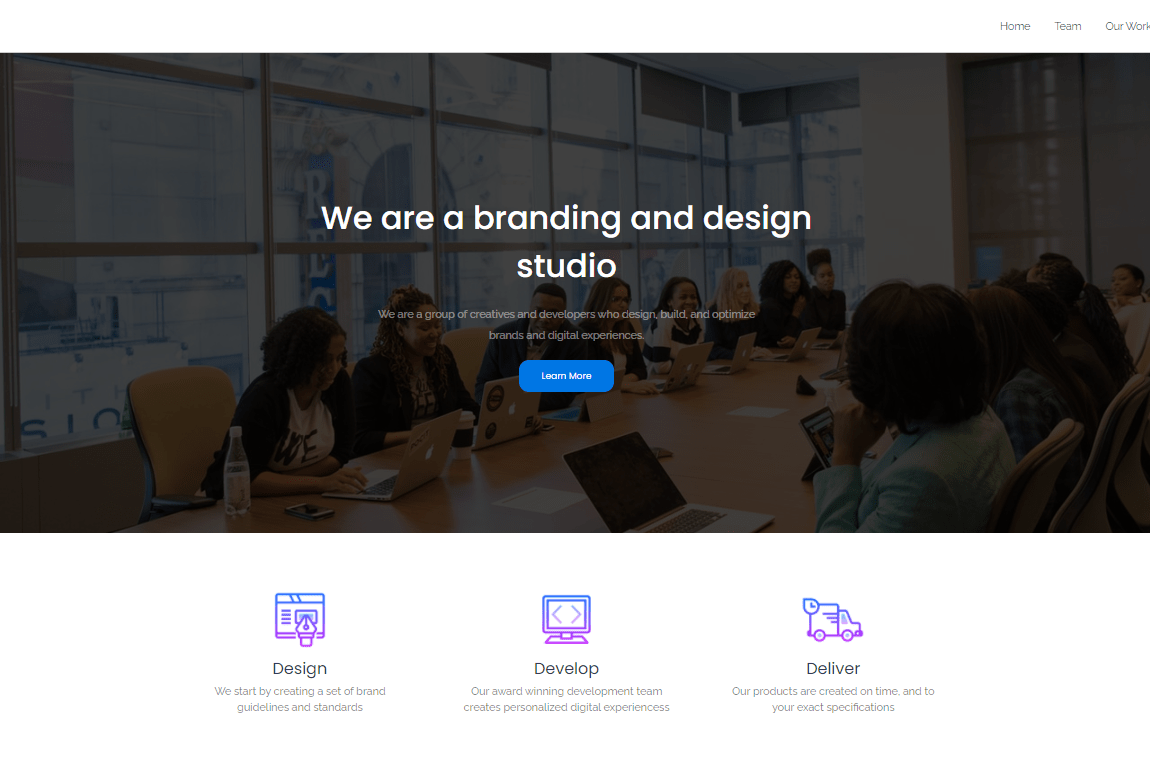 Home Team Our Work
We are a branding and design
studio
We are a group of creatives and developers who design, build, and optimize
brands and digital experiences.
Learn More
Design
Develop
Deliver
We start by creating a set of brand
guidelines and standards
Our award winning development team
creates personalized digital experiencess
Our products are created on time, and to
your exact specifications